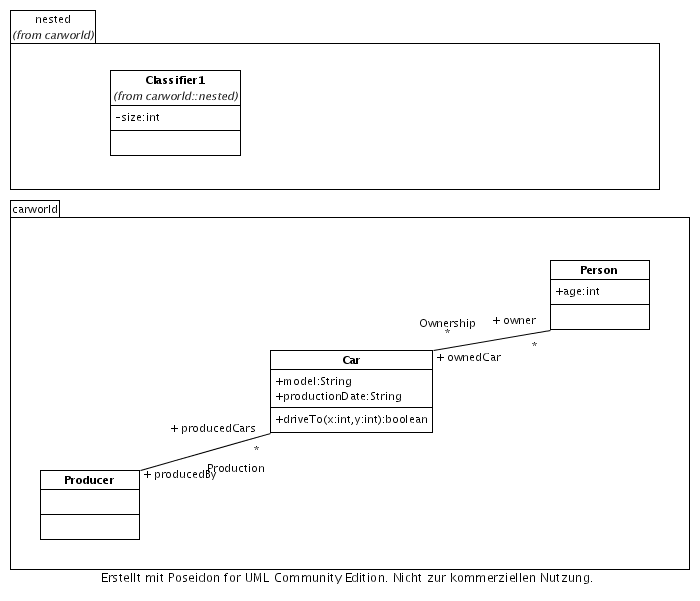 nested
(from carworld)
Classifier1
(from carworld::nested)
-size:int
carworld
Person
+age:int
Ownership
+ owner
*
*
+ ownedCar
Car
+model:String
+productionDate:String
+driveTo(x:int,y:int):boolean
+ producedCars
*
Production
+ producedBy
Producer
Erstellt mit Poseidon for UML Community Edition. Nicht zur kommerziellen Nutzung.